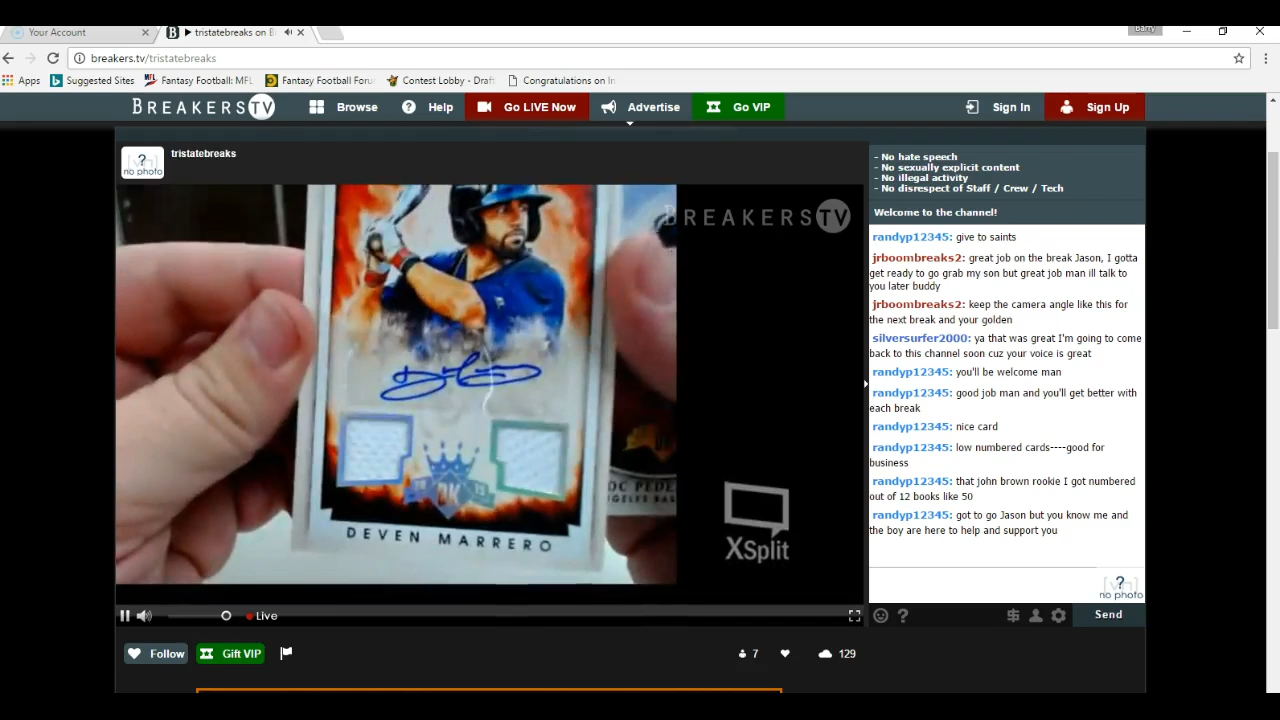 Your Account
tristatebreaks on B
Barry
breakers.tv/tristatebreaks
Apps
Suggested Sites
Fantasy Football: MFL
Fantasy Football Foru
Contest Lobby - Draft
Congratulations on In
BREAKERS TV
Browse
Help
Go LIVE Now
Advertise
Go VIP
Sign In
Sign Up
? no photo
tristatebreaks
BREAKERS TV
DK
DEVEN MARRERO
OC PEDE
XSplit
Live
Follow
Gift VIP
7
129
- No hate speech
- No sexually explicit content
- No illegal activity
- No disrespect of Staff / Crew / Tech
Welcome to the channel!
randyp12345: give to saints
jrboombreaks2: great job on the break Jason, I gotta
get ready to go grab my son but great job man ill talk to
you later buddy
jrboombreaks2: keep the camera angle like this for
the next break and your golden
silversurfer2000: ya that was great I'm going to come
back to this channel soon cuz your voice is great
randyp12345: you'll be welcome man
randyp12345: good job man and you'll get better with
each break
randyp12345: nice card
randyp12345: low numbered cards----good for
business
randyp12345: that john brown rookie I got numbered
out of 12 books like 50
randyp12345: got to go Jason but you know me and
the boy are here to help and support you
? no photo
Send